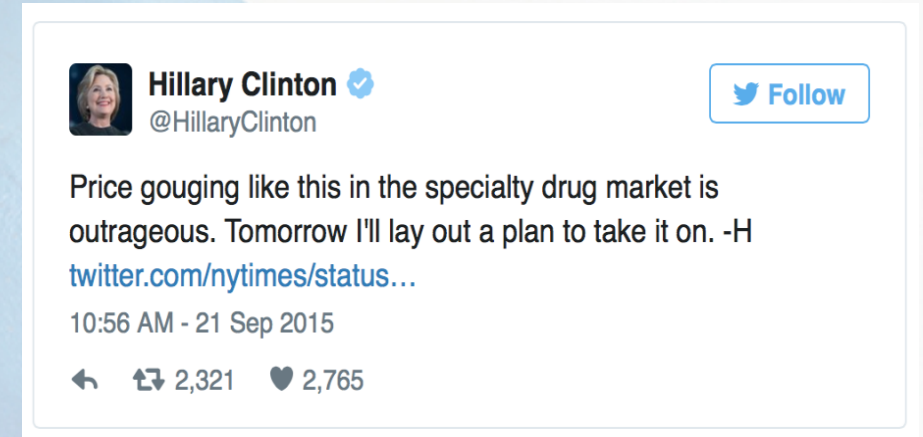 Hillary Clinton
@HillaryClinton
Follow
Price gouging like this in the specialty drug market is
outrageous. Tomorrow I'll lay out a plan to take it on. -H
twitter.com/nytimes/status…
10:56 AM - 21 Sep 2015
2,321 2,765